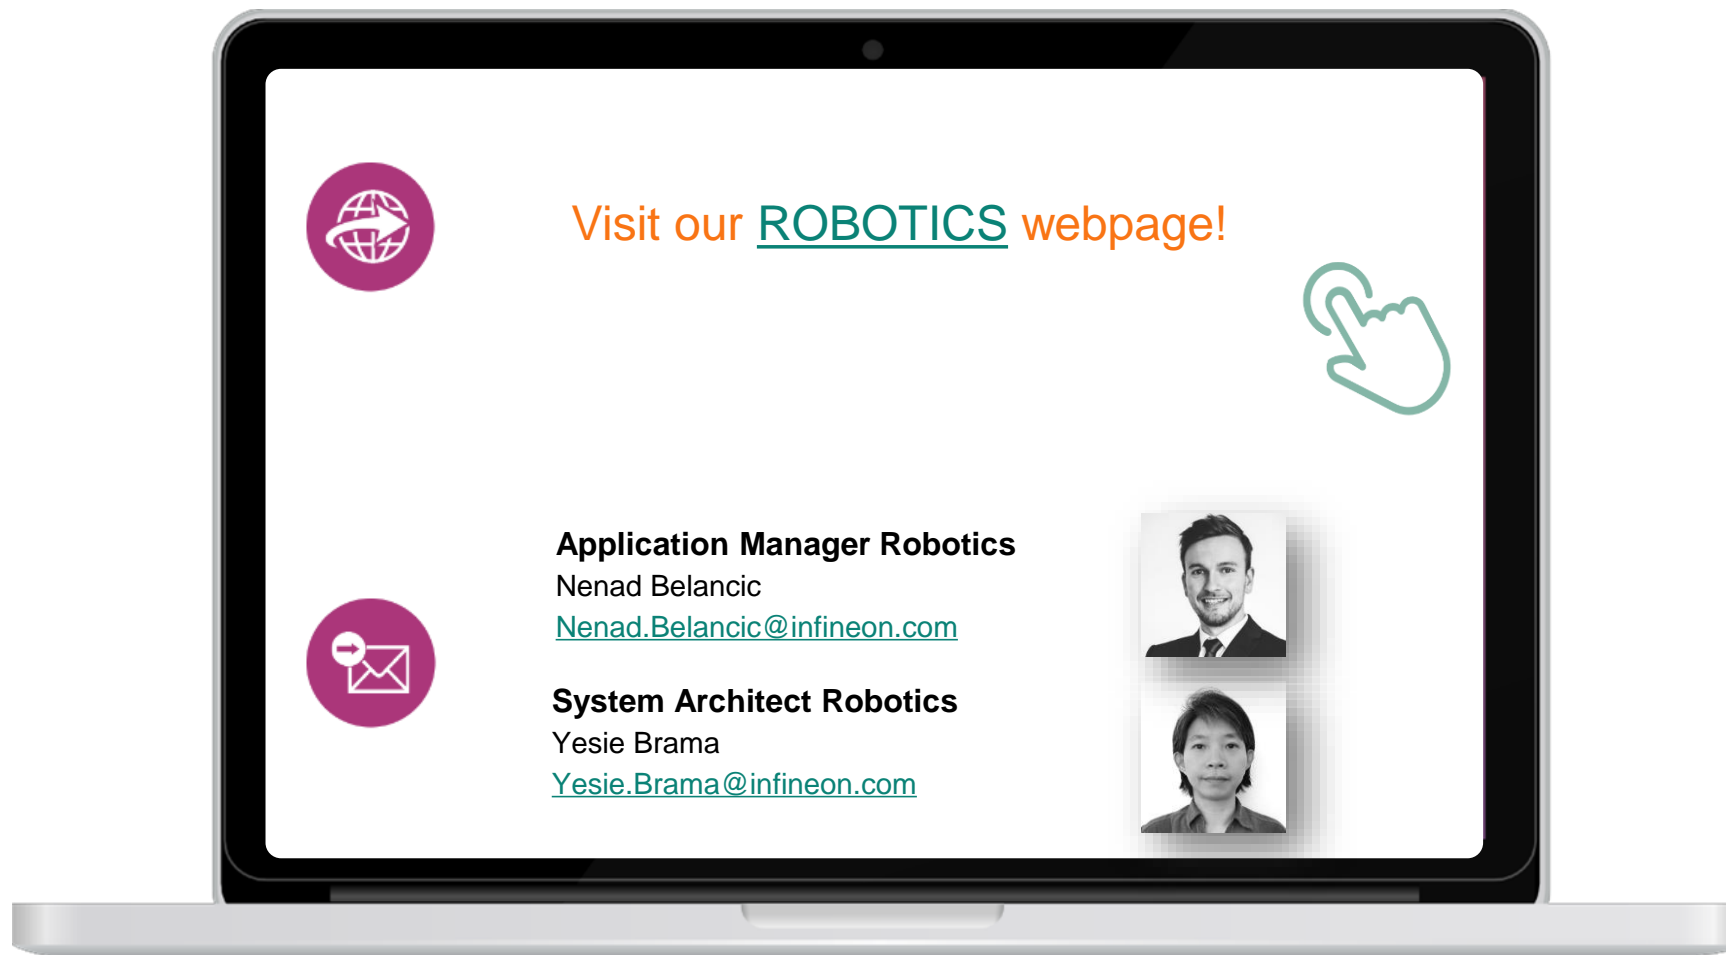 Visit our ROBOTICS webpage!
Application Manager Robotics
Nenad Belancic
Nenad.Belancic@infineon.com
System Architect Robotics
Yesie Brama
Yesie.Brama@infineon.com